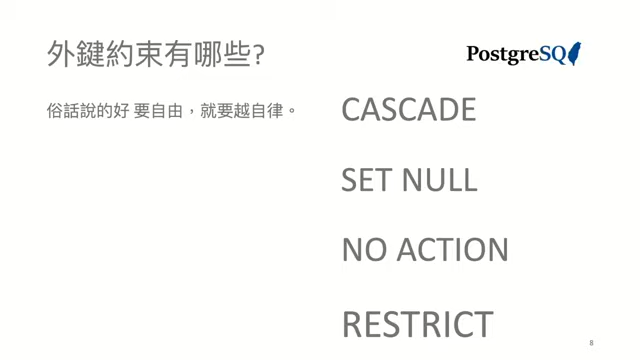 外鍵約束有哪些?
PostgreSQ
俗話說的好 要自由，就要越自律。
CASCADE
SET NULL
NO ACTION
RESTRICT
8